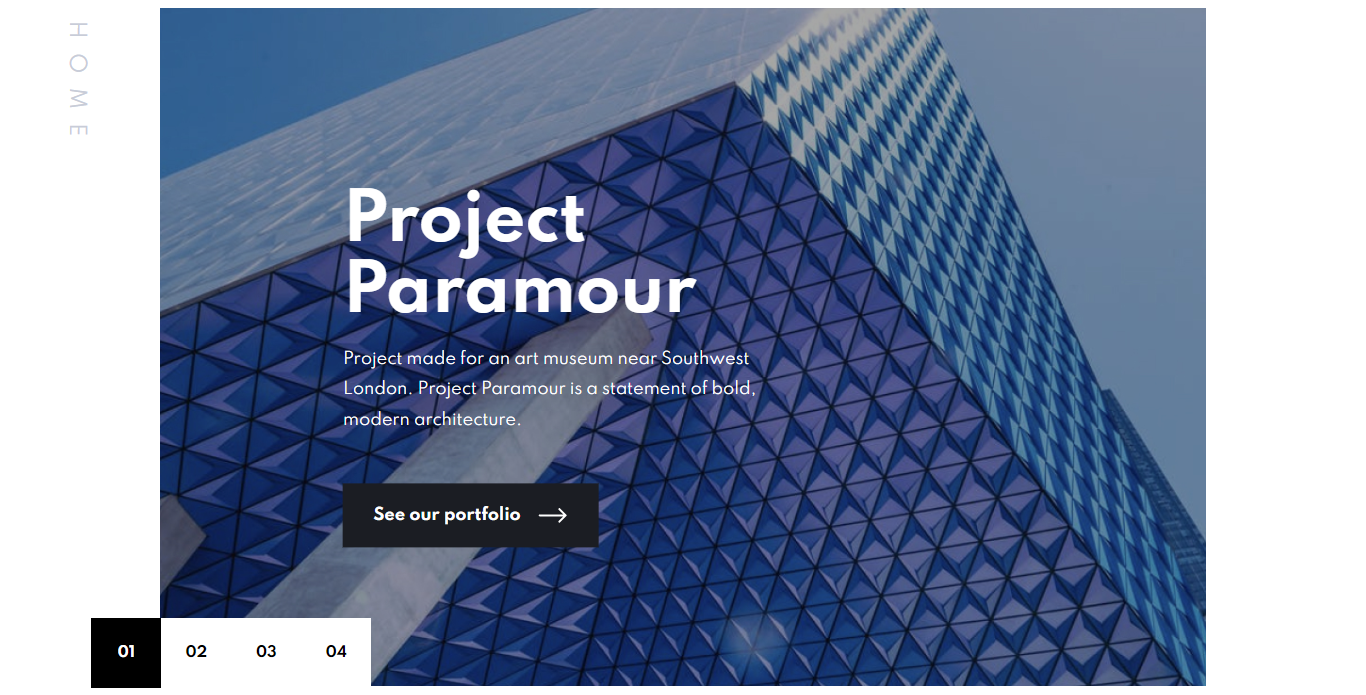 HOME
Project
Paramour
Project made for an art museum near Southwest
London. Project Paramour is a statement of bold,
modern architecture.
See our portfolio
01 02 03 04